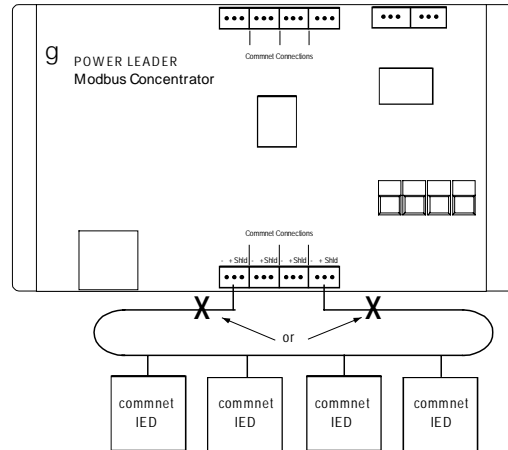 Commnet Connections
g POWER LEADER
Modbus Concentrator
Commnet Connections
- + Shld - + Shld - + Shld - + Shld
X or X
commnet IED
commnet IED
commnet IED
commnet IED